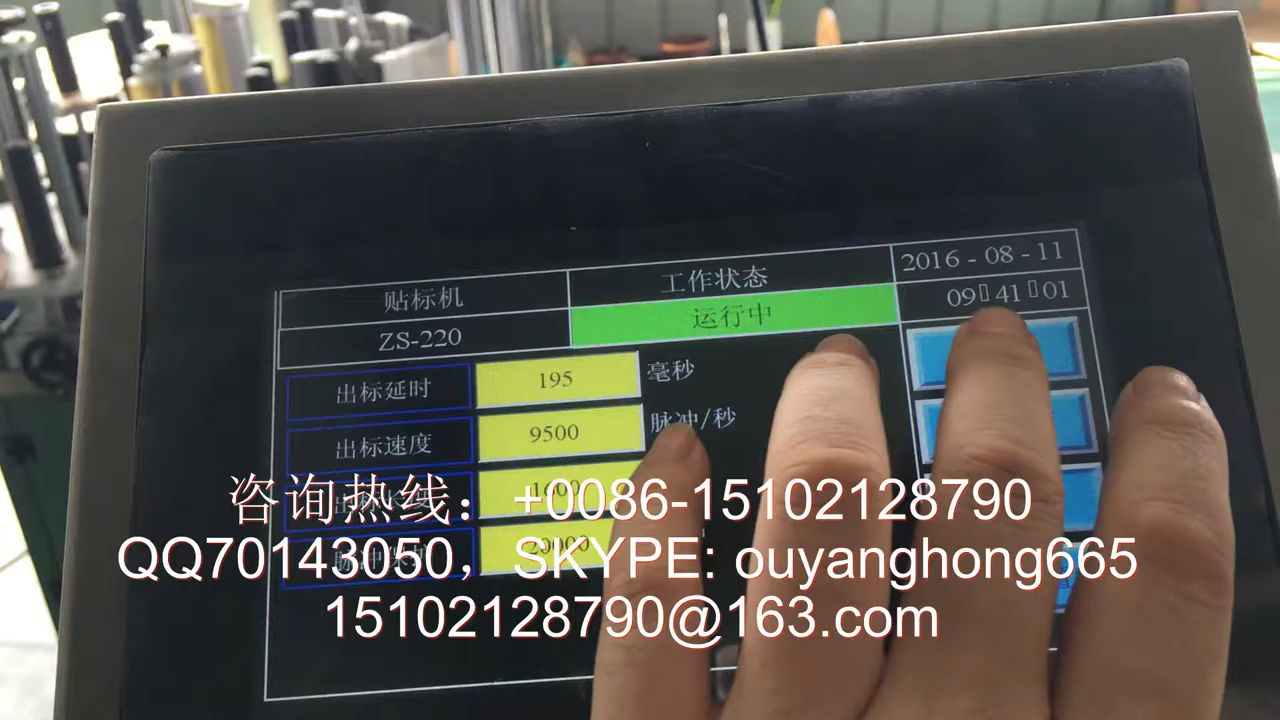 贴标机
工作状态
2016 - 08 - 11
ZS-220
运行中
09 41 01
出标延时 195 毫秒
出标速度 9500 脉冲/秒
咨询热线：+0086-15102128790
QQ70143050，SKYPE: ouyanghong665
15102128790@163.com